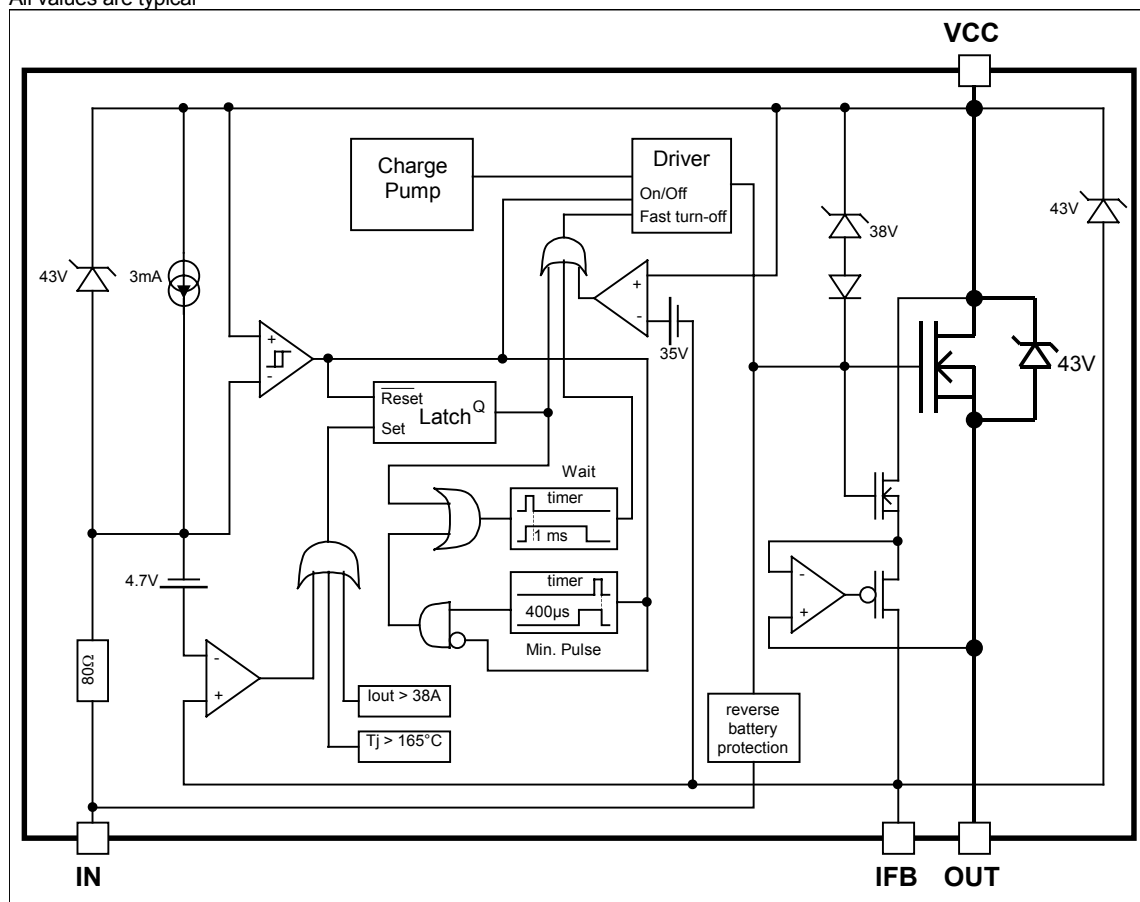 All values are typical
VCC
Charge
Pump
Driver
On/Off
Fast turn-off
43V
3mA
38V
43V
+
-
35V
+
-
43V
Reset
Latch
Q
Set
Wait
timer
1 ms
4.7V
timer
400µs
Min. Pulse
-
+
80Ω
-
+
Iout > 38A
Tj > 165°C
reverse
battery
protection
IN
IFB
OUT